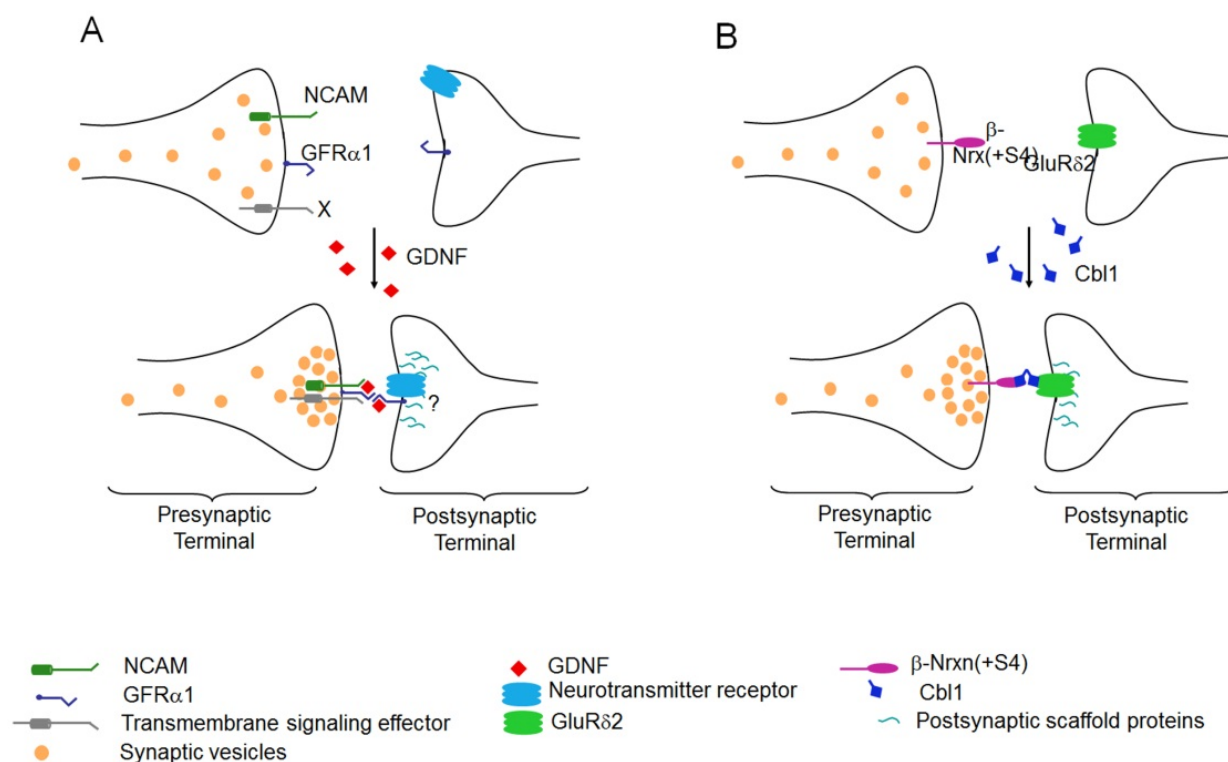 A
NCAM
GFRα1
X
GDNF
?
Presynaptic
Terminal
Postsynaptic
Terminal
B
β-
Nrx(+S4)
GluRδ2
Cbl1
Presynaptic
Terminal
Postsynaptic
Terminal
NCAM
GFRα1
Transmembrane signaling effector
Synaptic vesicles
GDNF
Neurotransmitter receptor
GluRδ2
β-Nrxn(+S4)
Cbl1
Postsynaptic scaffold proteins